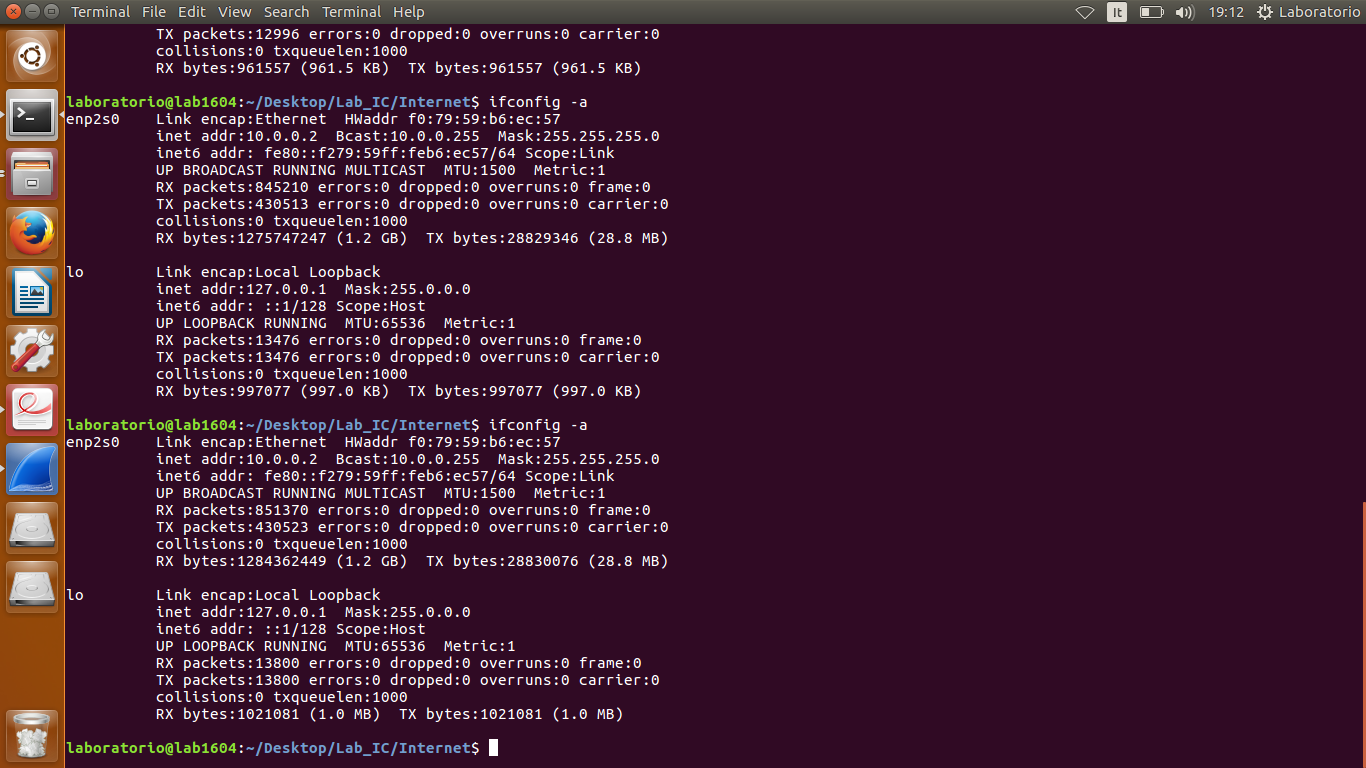 Terminal File Edit View Search Terminal Help It 19:12 Laboratorio
TX packets:12996 errors:0 dropped:0 overruns:0 carrier:0
collisions:0 txqueuelen:1000
RX bytes:961557 (961.5 KB)  TX bytes:961557 (961.5 KB)
laboratorio@lab1604:~/Desktop/Lab_IC/Internet$ ifconfig -a
enp2s0    Link encap:Ethernet  HWaddr f0:79:59:b6:ec:57
inet addr:10.0.0.2  Bcast:10.0.0.255  Mask:255.255.255.0
inet6 addr: fe80::f279:59ff:feb6:ec57/64 Scope:Link
UP BROADCAST RUNNING MULTICAST  MTU:1500  Metric:1
RX packets:845210 errors:0 dropped:0 overruns:0 frame:0
TX packets:430513 errors:0 dropped:0 overruns:0 carrier:0
collisions:0 txqueuelen:1000
RX bytes:1275747247 (1.2 GB)  TX bytes:28829346 (28.8 MB)
lo        Link encap:Local Loopback
inet addr:127.0.0.1  Mask:255.0.0.0
inet6 addr: ::1/128 Scope:Host
UP LOOPBACK RUNNING  MTU:65536  Metric:1
RX packets:13476 errors:0 dropped:0 overruns:0 frame:0
TX packets:13476 errors:0 dropped:0 overruns:0 carrier:0
collisions:0 txqueuelen:1000
RX bytes:997077 (997.0 KB)  TX bytes:997077 (997.0 KB)
laboratorio@lab1604:~/Desktop/Lab_IC/Internet$ ifconfig -a
enp2s0    Link encap:Ethernet  HWaddr f0:79:59:b6:ec:57
inet addr:10.0.0.2  Bcast:10.0.0.255  Mask:255.255.255.0
inet6 addr: fe80::f279:59ff:feb6:ec57/64 Scope:Link
UP BROADCAST RUNNING MULTICAST  MTU:1500  Metric:1
RX packets:851370 errors:0 dropped:0 overruns:0 frame:0
TX packets:430523 errors:0 dropped:0 overruns:0 carrier:0
collisions:0 txqueuelen:1000
RX bytes:1284362449 (1.2 GB)  TX bytes:28830076 (28.8 MB)
lo        Link encap:Local Loopback
inet addr:127.0.0.1  Mask:255.0.0.0
inet6 addr: ::1/128 Scope:Host
UP LOOPBACK RUNNING  MTU:65536  Metric:1
RX packets:13800 errors:0 dropped:0 overruns:0 frame:0
TX packets:13800 errors:0 dropped:0 overruns:0 carrier:0
collisions:0 txqueuelen:1000
RX bytes:1021081 (1.0 MB)  TX bytes:1021081 (1.0 MB)
laboratorio@lab1604:~/Desktop/Lab_IC/Internet$